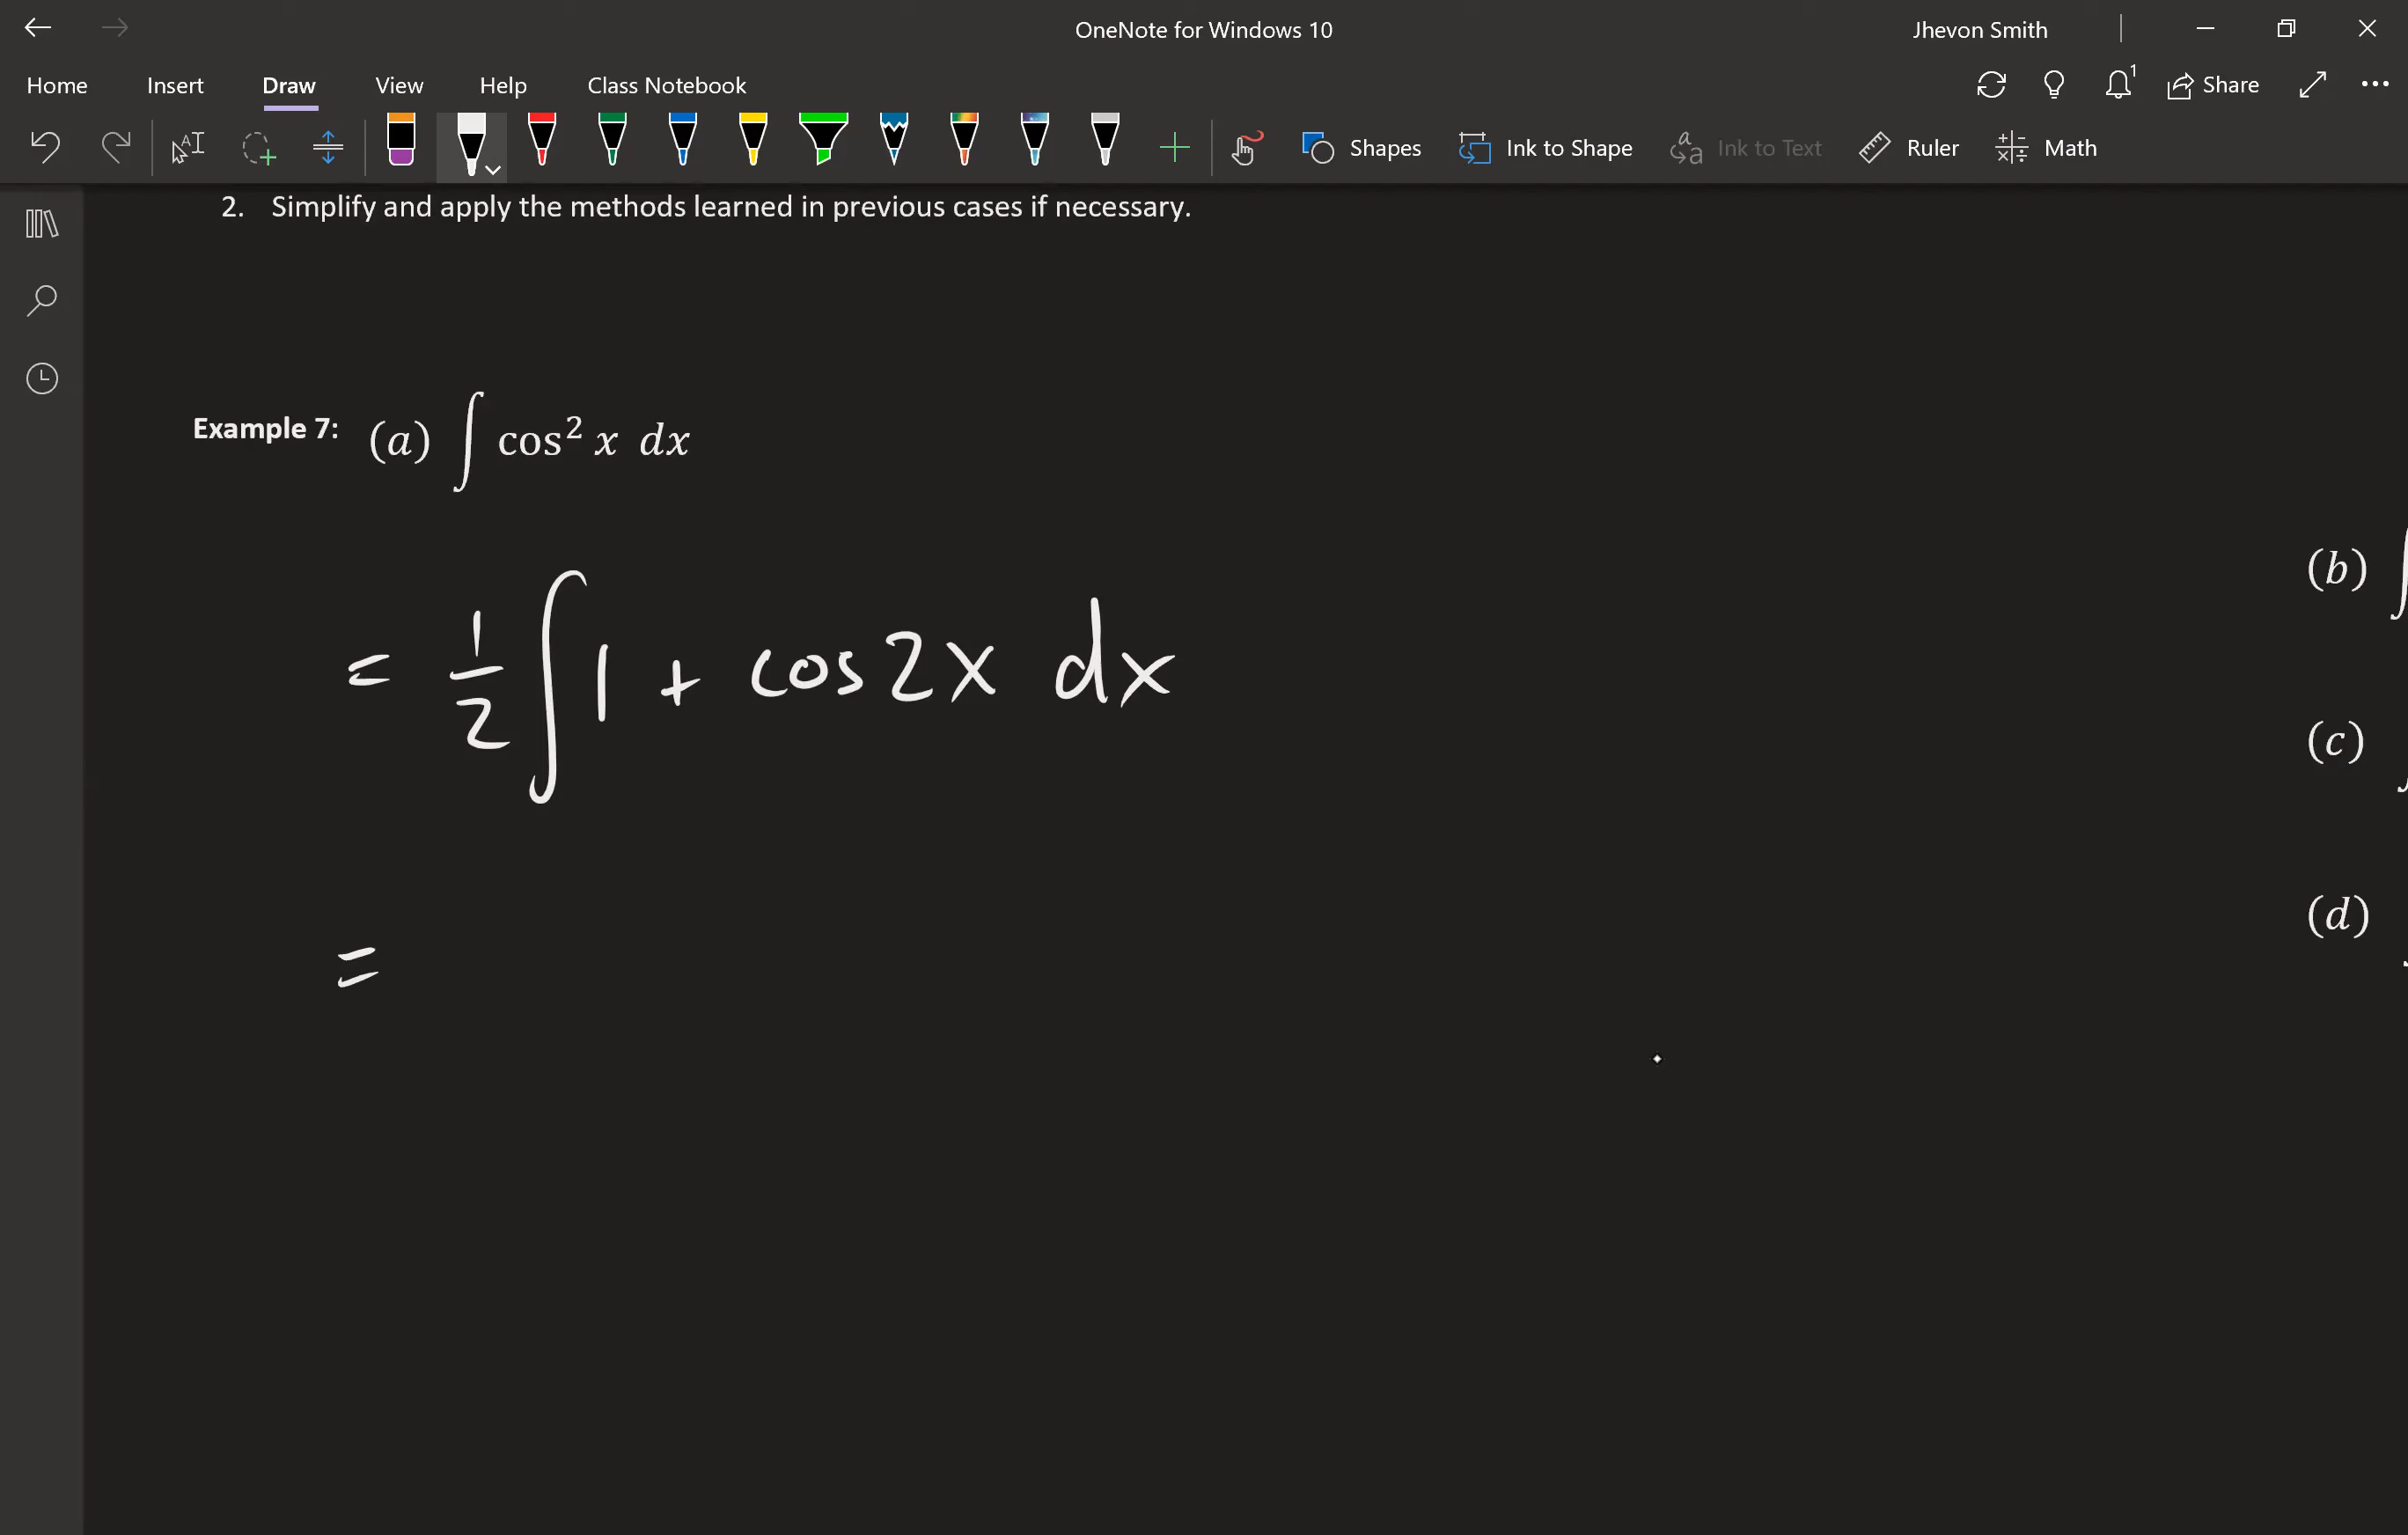 OneNote for Windows 10
Jhevon Smith
Home Insert Draw View Help Class Notebook
1
Share
Shapes Ink to Shape Ink to Text Ruler Math
2. Simplify and apply the methods learned in previous cases if necessary.
Example 7: (a) ∫ cos² x dx
= 1/2 ∫ 1 + cos 2x dx
=
(b) ∫
(c)
(d)